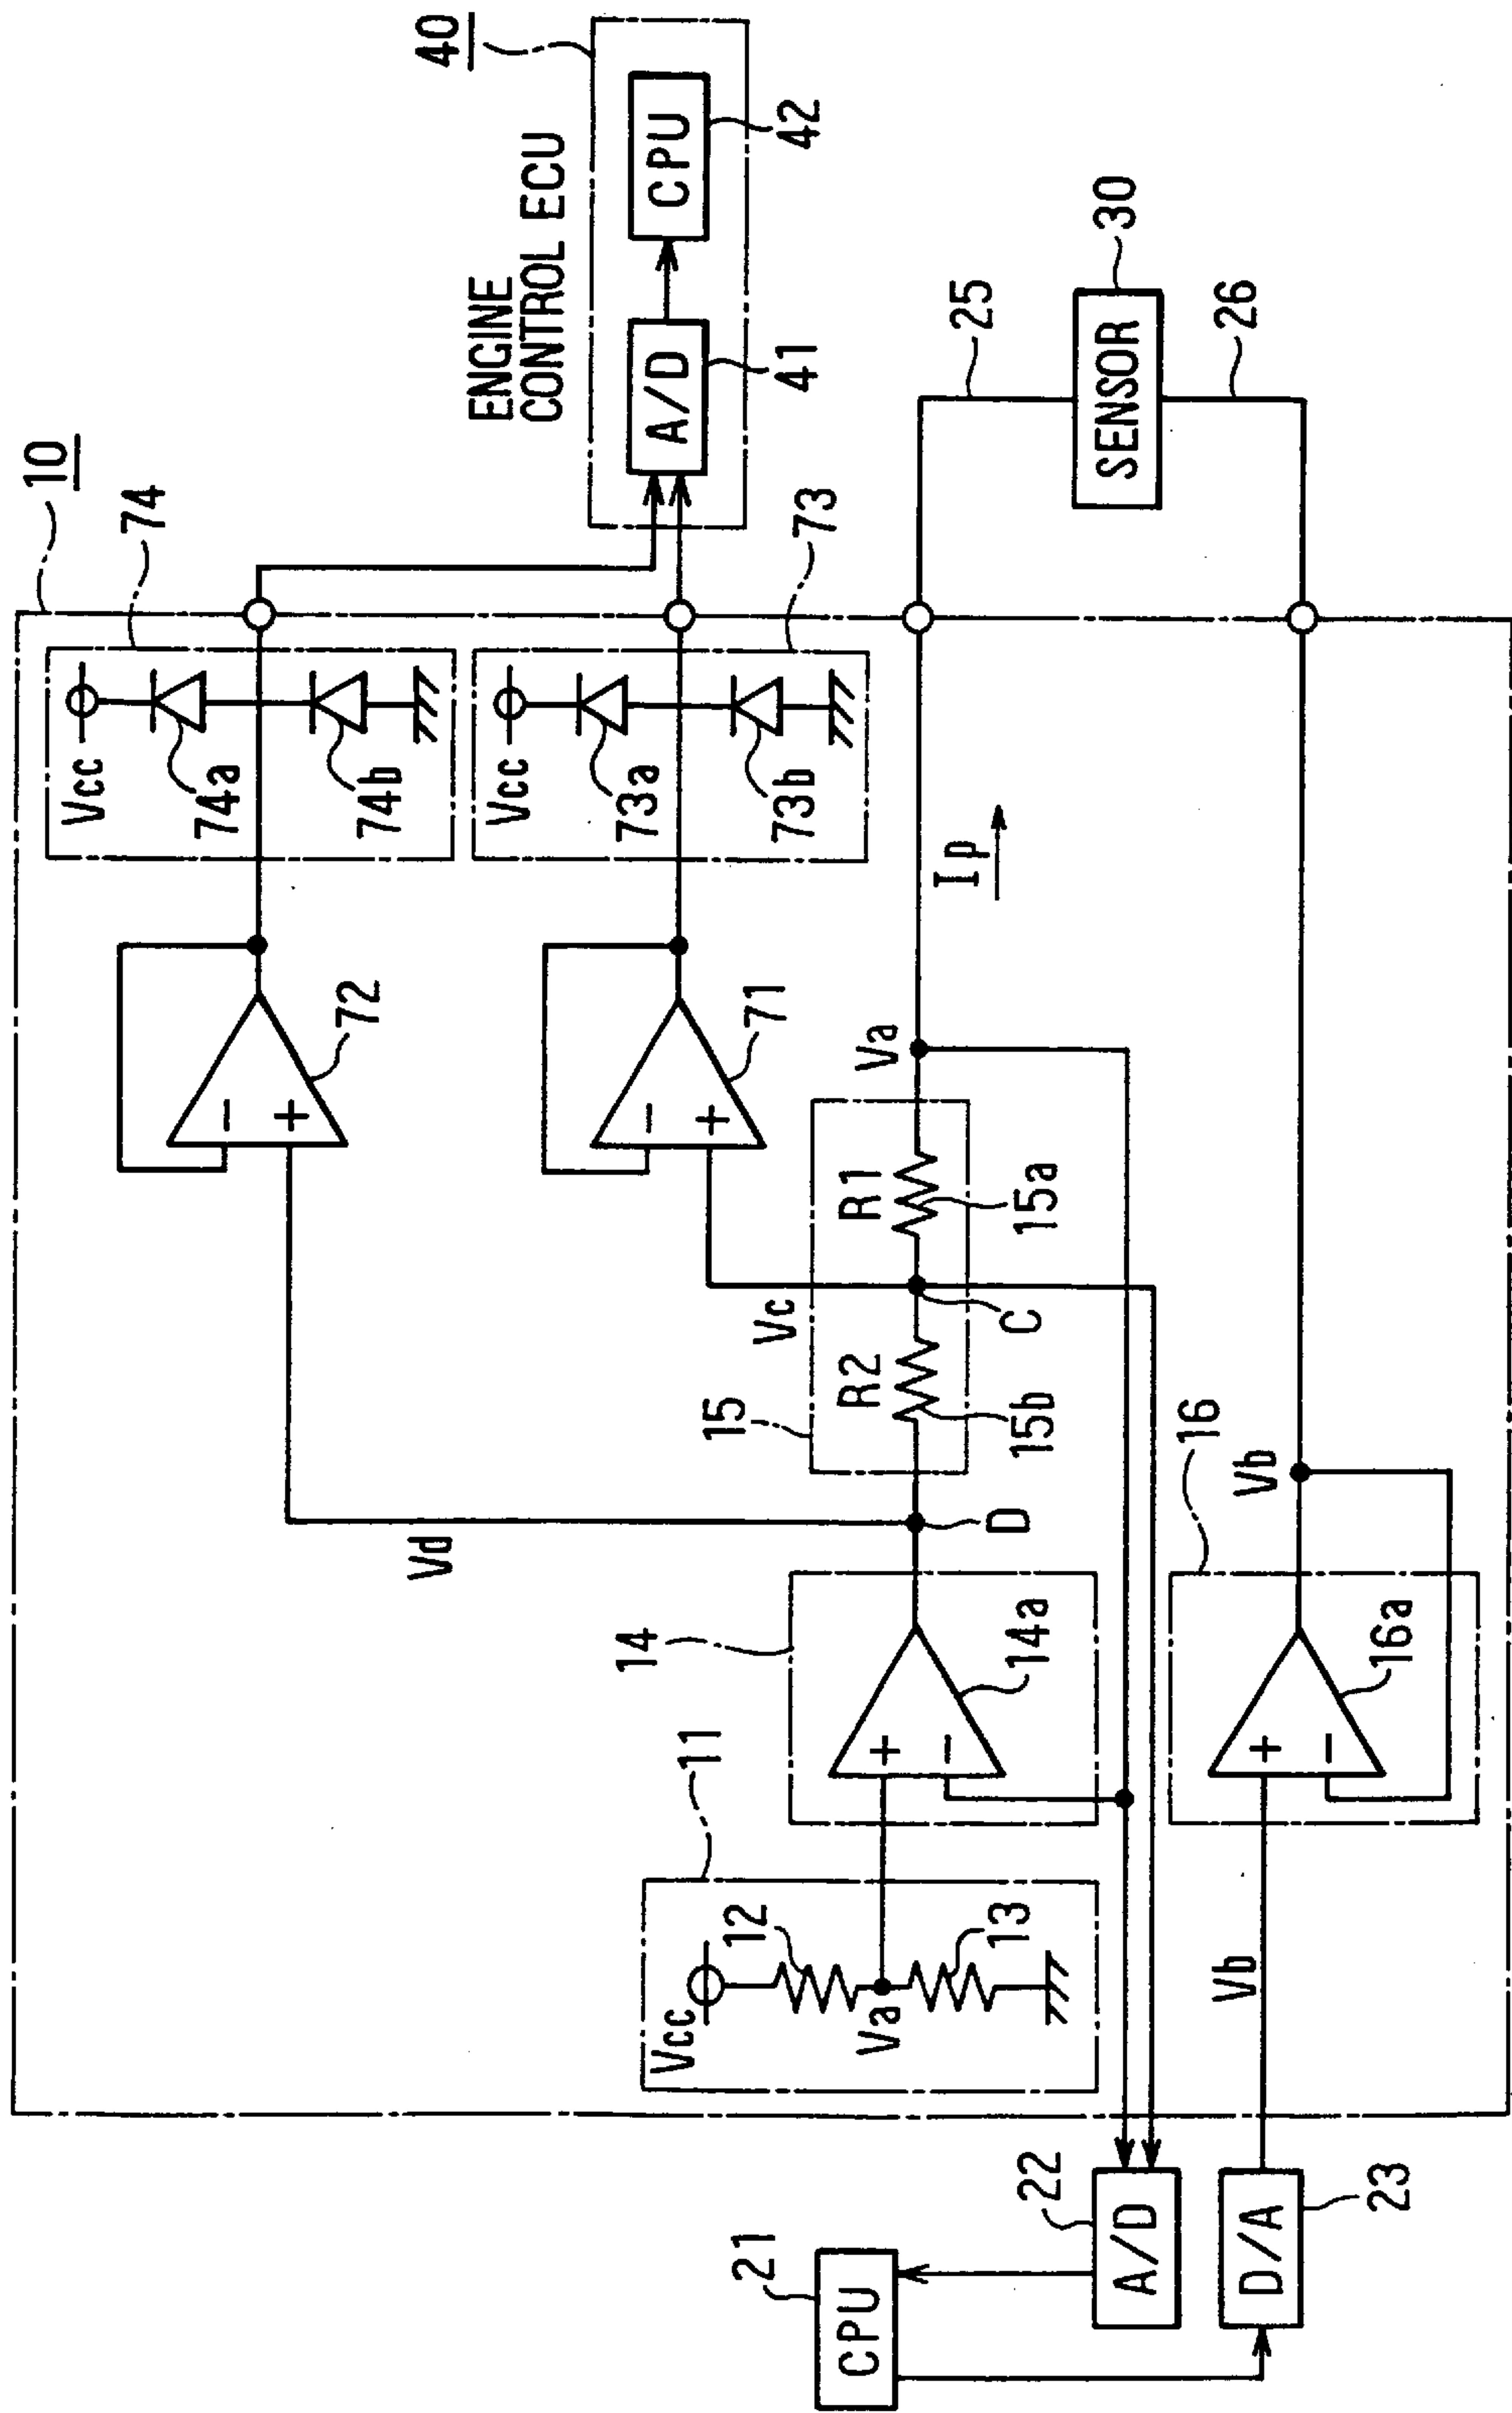 10
74
Vcc
74a
74b
72
73
Vcc
73a
73b
71
ENGINE
CONTROL ECU
40
A/D
41
CPU
42
Vd
Vc
Va
Ip
25
SENSOR
30
26
15
R2
R1
15b
C
15a
D
14
+
−
14a
11
Vcc
12
Va
13
16
+
−
16a
Vb
Vb
−
+
−
+
21
CPU
22
A/D
D/A
23